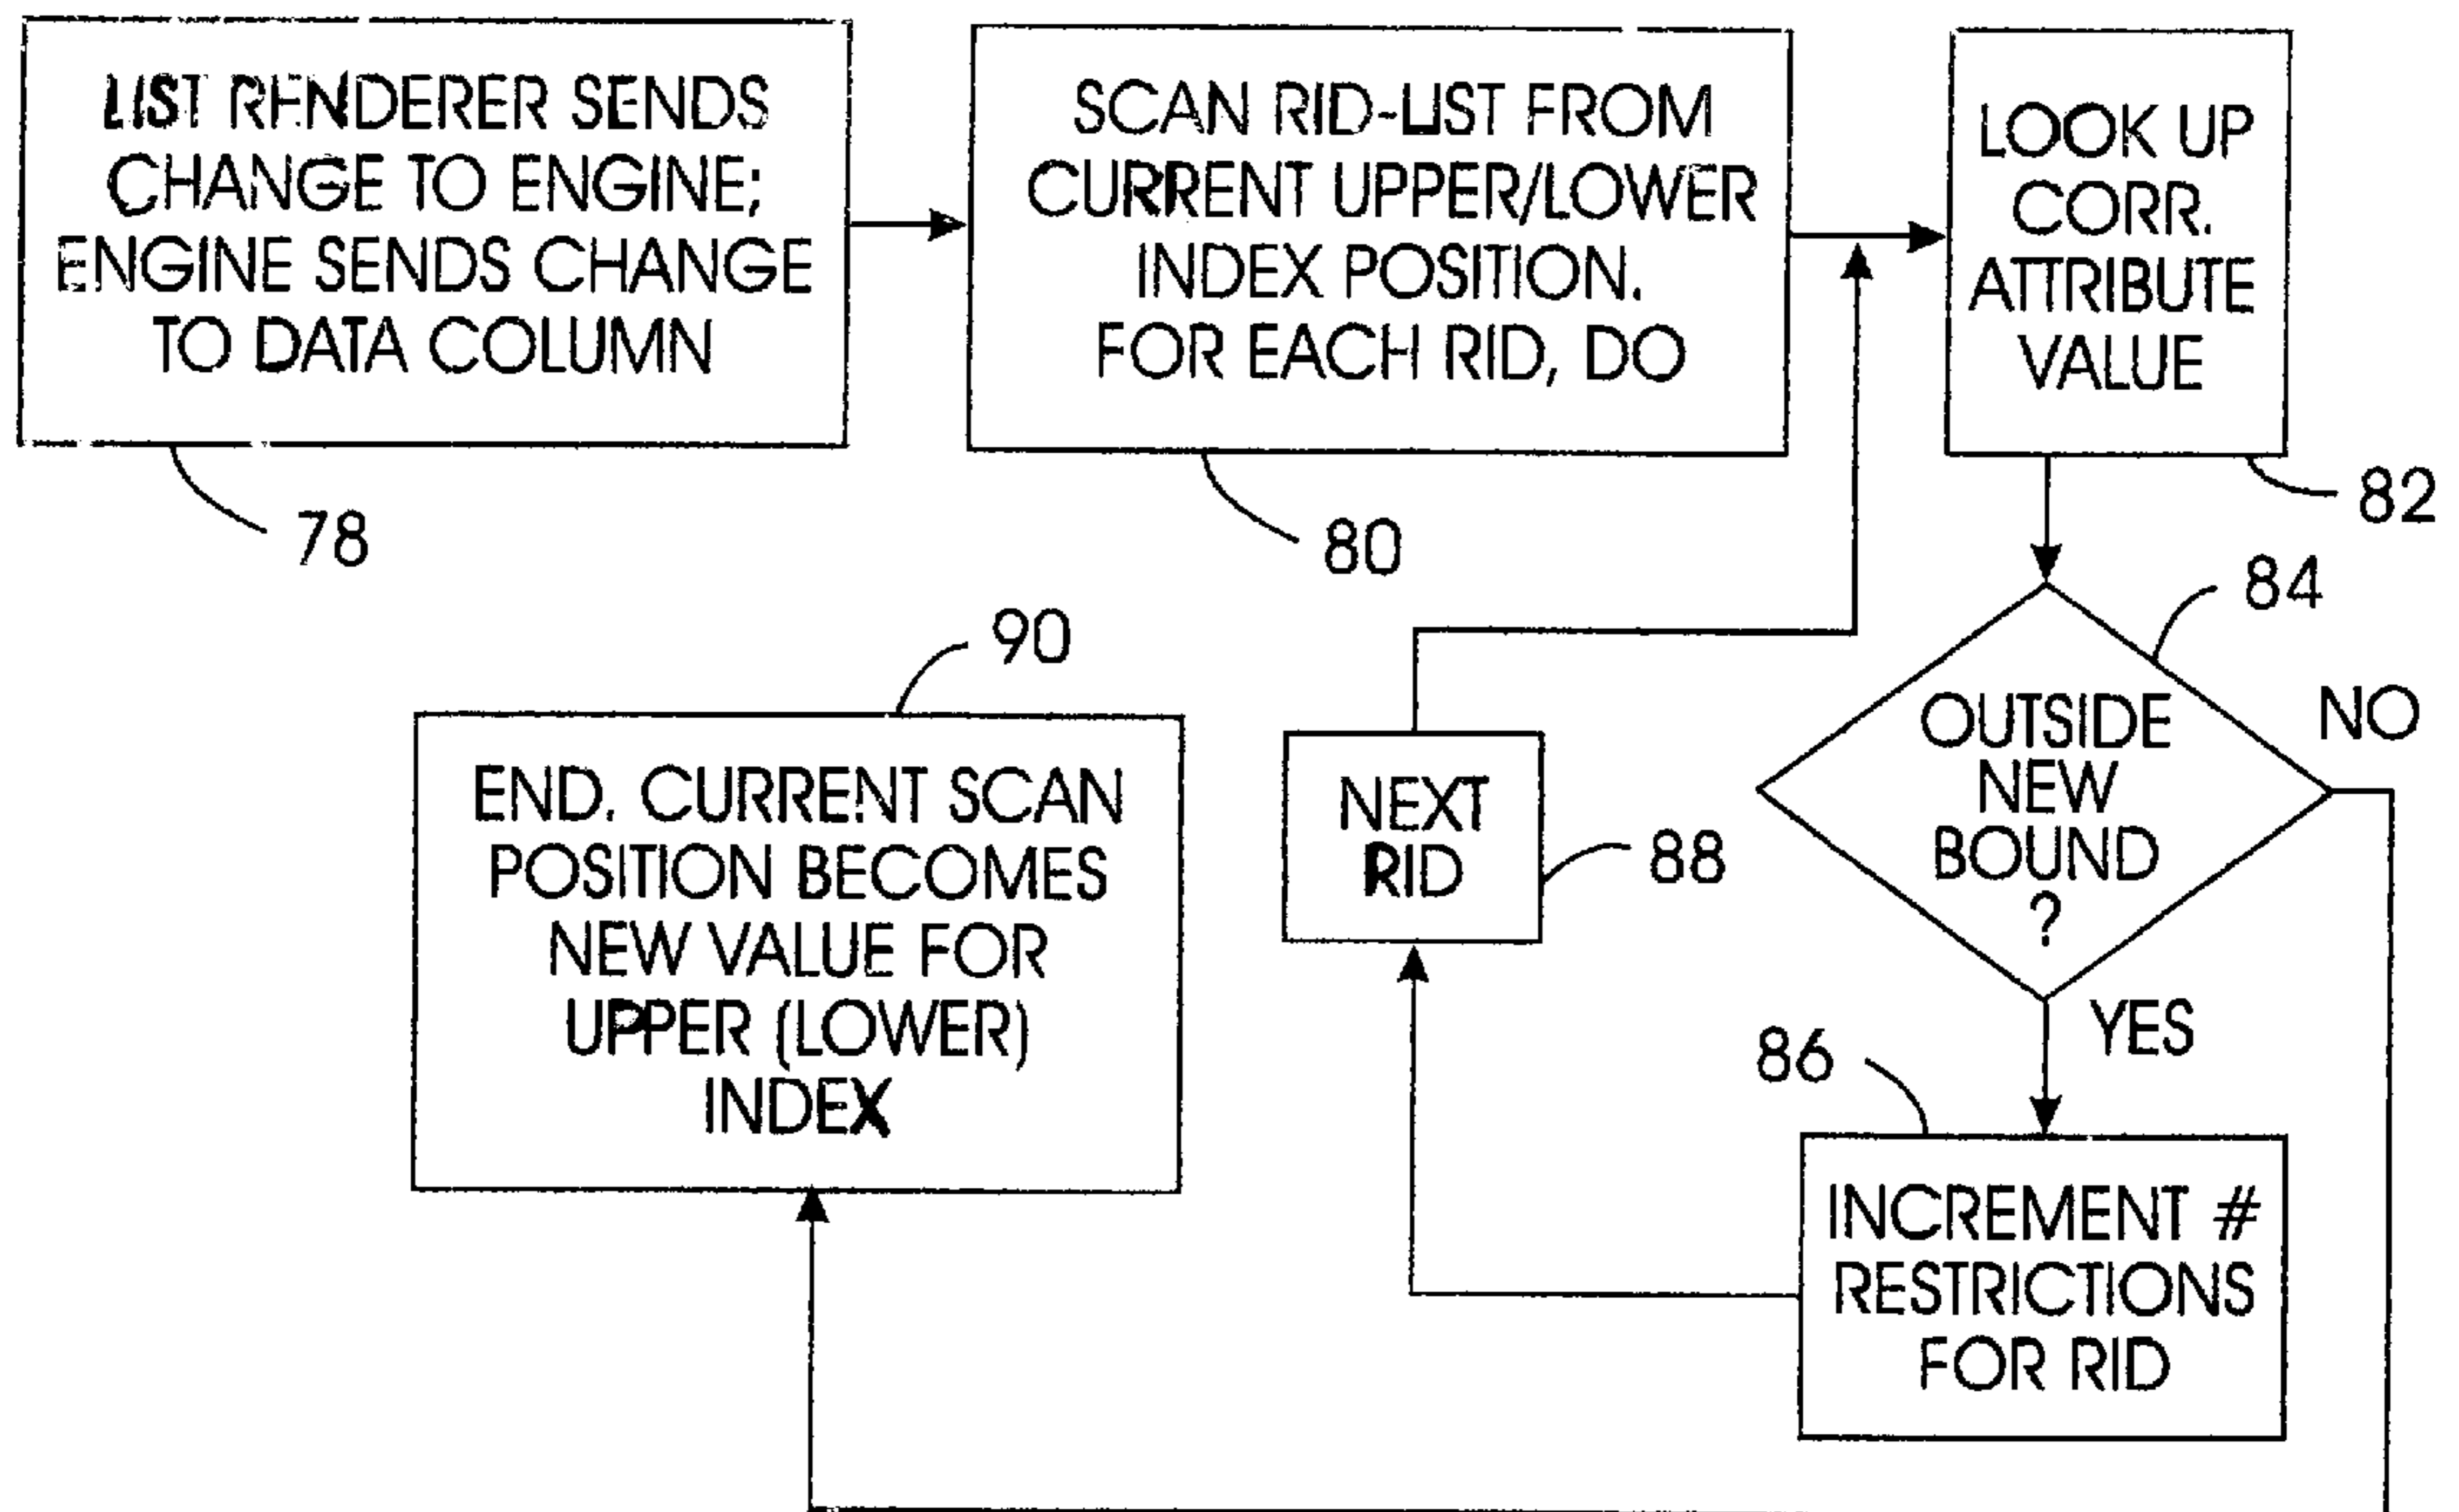 LIST RENDERER SENDS
CHANGE TO ENGINE;
ENGINE SENDS CHANGE
TO DATA COLUMN
78
SCAN RID-LIST FROM
CURRENT UPPER/LOWER
INDEX POSITION.
FOR EACH RID, DO
80
LOOK UP
CORR.
ATTRIBUTE
VALUE
82
OUTSIDE
NEW
BOUND
?
84
NO
YES
INCREMENT #
RESTRICTIONS
FOR RID
86
NEXT
RID
88
END. CURRENT SCAN
POSITION BECOMES
NEW VALUE FOR
UPPER (LOWER)
INDEX
90